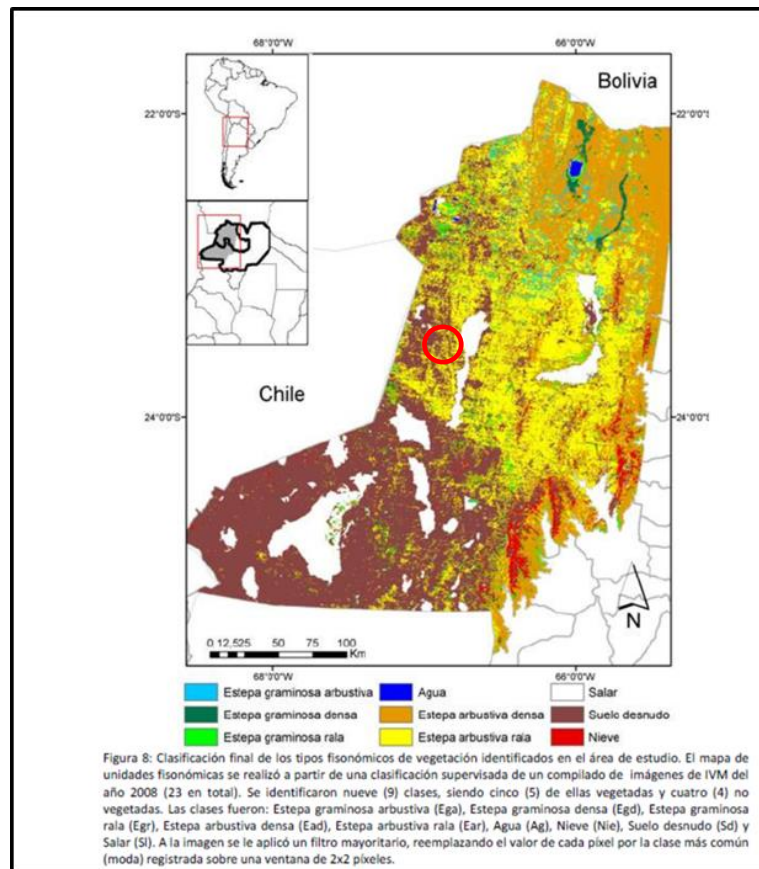 68°0'0"W
66°0'0"W
Bolivia
22°0'0"S
Chile
24°0'0"S
N
0 12,525 50 75 100
Km
68°0'0"W
66°0'0"W
Estepa graminosa arbustiva
Agua
Salar
Estepa graminosa densa
Estepa arbustiva densa
Suelo desnudo
Estepa graminosa rala
Estepa arbustiva rala
Nieve
Figura 8: Clasificación final de los tipos fisonómicos de vegetación identificados en el área de estudio. El mapa de
unidades fisonómicas se realizó a partir de una clasificación supervisada de un compilado de imágenes de IVM del
año 2008 (23 en total). Se identificaron nueve (9) clases, siendo cinco (5) de ellas vegetadas y cuatro (4) no
vegetadas. Las clases fueron: Estepa graminosa arbustiva (Ega), Estepa graminosa densa (Egd), Estepa graminosa
rala (Egr), Estepa arbustiva densa (Ead), Estepa arbustiva rala (Ear), Agua (Ag), Nieve (Nie), Suelo desnudo (Sd) y
Salar (Sl). A la imagen se le aplicó un filtro mayoritario, reemplazando el valor de cada píxel por la clase más común
(moda) registrada sobre una ventana de 2x2 píxeles.